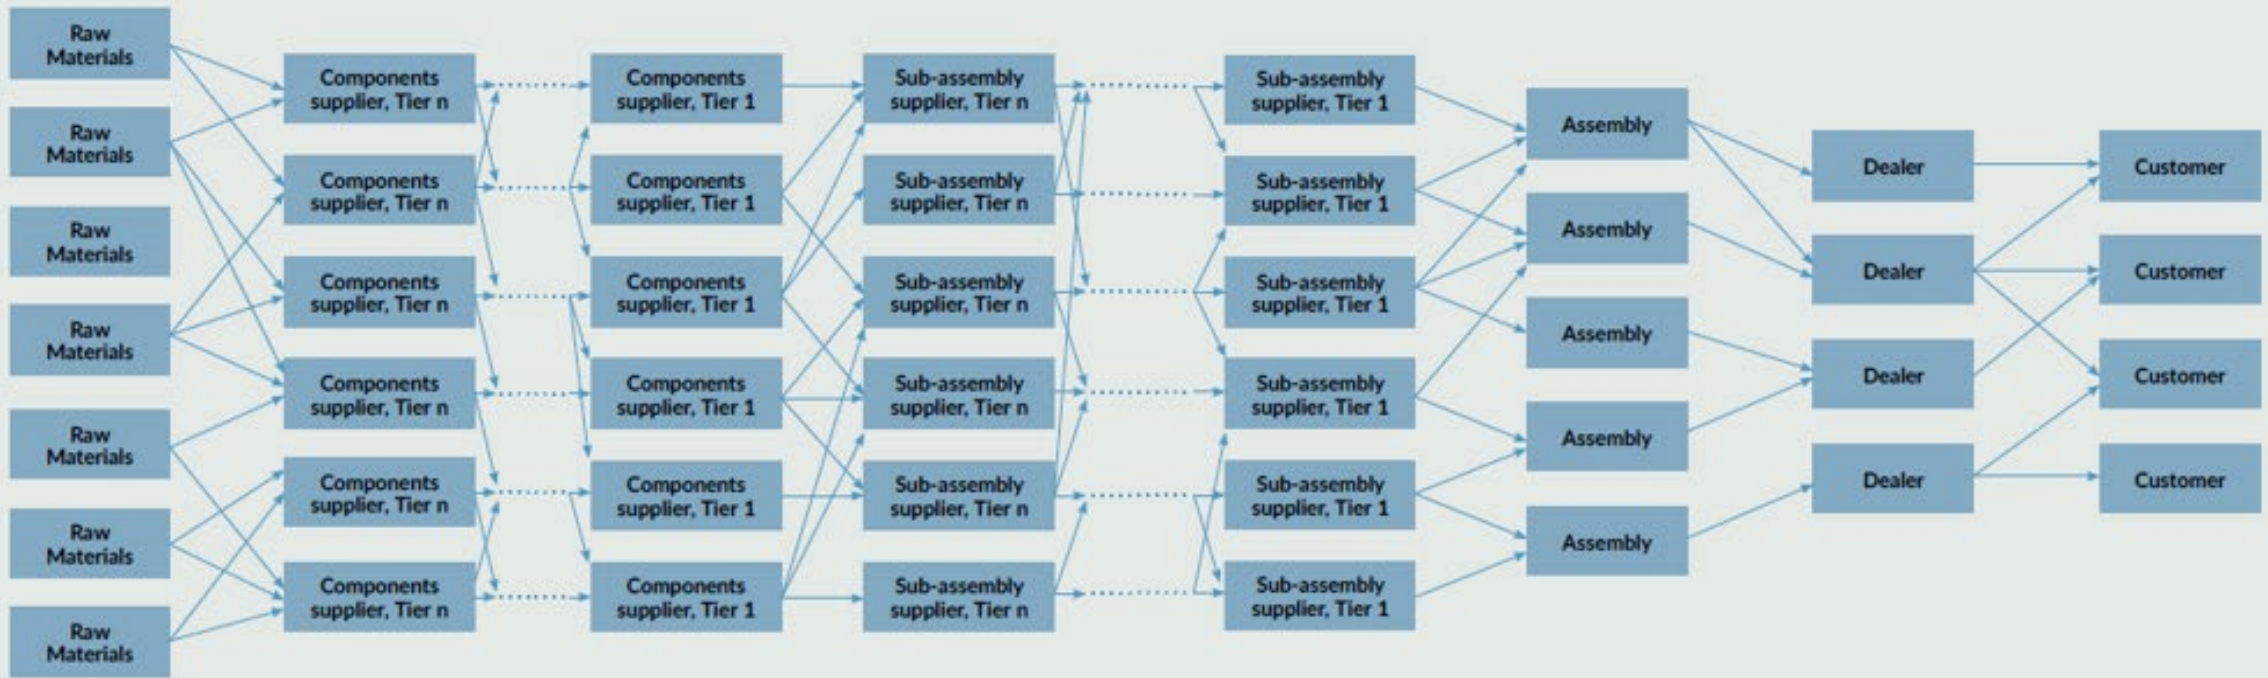 Raw
Materials
Raw
Materials
Raw
Materials
Raw
Materials
Raw
Materials
Raw
Materials
Raw
Materials
Components
supplier, Tier n
Components
supplier, Tier n
Components
supplier, Tier n
Components
supplier, Tier n
Components
supplier, Tier n
Components
supplier, Tier n
Components
supplier, Tier 1
Components
supplier, Tier 1
Components
supplier, Tier 1
Components
supplier, Tier 1
Components
supplier, Tier 1
Components
supplier, Tier 1
Sub-assembly
supplier, Tier n
Sub-assembly
supplier, Tier n
Sub-assembly
supplier, Tier n
Sub-assembly
supplier, Tier n
Sub-assembly
supplier, Tier n
Sub-assembly
supplier, Tier n
Sub-assembly
supplier, Tier 1
Sub-assembly
supplier, Tier 1
Sub-assembly
supplier, Tier 1
Sub-assembly
supplier, Tier 1
Sub-assembly
supplier, Tier 1
Sub-assembly
supplier, Tier 1
Assembly
Assembly
Assembly
Assembly
Assembly
Dealer
Dealer
Dealer
Dealer
Customer
Customer
Customer
Customer